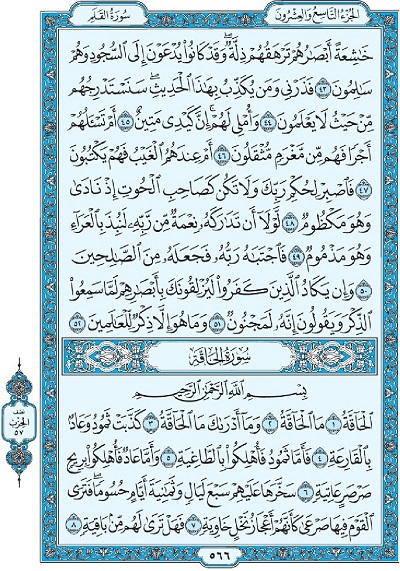 الجزء التاسع والعشرون
سورة القلم
خَٰشِعَةً أَبْصَٰرُهُمْ تَرْهَقُهُمْ ذِلَّةٌ وَقَدْ كَانُوا۟ يُدْعَوْنَ إِلَى ٱلسُّجُودِ وَهُمْ
سَٰلِمُونَ ٤٣ فَذَرْنِى وَمَن يُكَذِّبُ بِهَٰذَا ٱلْحَدِيثِ سَنَسْتَدْرِجُهُم
مِّنْ حَيْثُ لَا يَعْلَمُونَ ٤٤ وَأُمْلِى لَهُمْ إِنَّ كَيْدِى مَتِينٌ ٤٥ أَمْ تَسْـَٔلُهُمْ
أَجْرًا فَهُم مِّن مَّغْرَمٍ مُّثْقَلُونَ ٤٦ أَمْ عِندَهُمُ ٱلْغَيْبُ فَهُمْ يَكْتُبُونَ
٤٧ فَٱصْبِرْ لِحُكْمِ رَبِّكَ وَلَا تَكُن كَصَاحِبِ ٱلْحُوتِ إِذْ نَادَىٰ
وَهُوَ مَكْظُومٌ ٤٨ لَّوْلَآ أَن تَدَٰرَكَهُۥ نِعْمَةٌ مِّن رَّبِّهِۦ لَنُبِذَ بِٱلْعَرَآءِ
وَهُوَ مَذْمُومٌ ٤٩ فَٱجْتَبَٰهُ رَبُّهُۥ فَجَعَلَهُۥ مِنَ ٱلصَّٰلِحِينَ
٥٠ وَإِن يَكَادُ ٱلَّذِينَ كَفَرُوا۟ لَيُزْلِقُونَكَ بِأَبْصَٰرِهِمْ لَمَّا سَمِعُوا۟
ٱلذِّكْرَ وَيَقُولُونَ إِنَّهُۥ لَمَجْنُونٌ ٥١ وَمَا هُوَ إِلَّا ذِكْرٌ لِّلْعَٰلَمِينَ ٥٢
سورة الحاقة
بِسْمِ ٱللَّهِ ٱلرَّحْمَٰنِ ٱلرَّحِيمِ
ٱلْحَآقَّةُ ١ مَا ٱلْحَآقَّةُ ٢ وَمَآ أَدْرَىٰكَ مَا ٱلْحَآقَّةُ ٣ كَذَّبَتْ ثَمُودُ وَعَادٌۢ
بِٱلْقَارِعَةِ ٤ فَأَمَّا ثَمُودُ فَأُهْلِكُوا۟ بِٱلطَّاغِيَةِ ٥ وَأَمَّا عَادٌ فَأُهْلِكُوا۟ بِرِيحٍ
صَرْصَرٍ عَاتِيَةٍ ٦ سَخَّرَهَا عَلَيْهِمْ سَبْعَ لَيَالٍ وَثَمَٰنِيَةَ أَيَّامٍ حُسُومًا فَتَرَى
ٱلْقَوْمَ فِيهَا صَرْعَىٰ كَأَنَّهُمْ أَعْجَازُ نَخْلٍ خَاوِيَةٍ ٧ فَهَلْ تَرَىٰ لَهُم مِّنۢ بَاقِيَةٍ ٨
نصف
الحزب
٥٧
٥٦٦